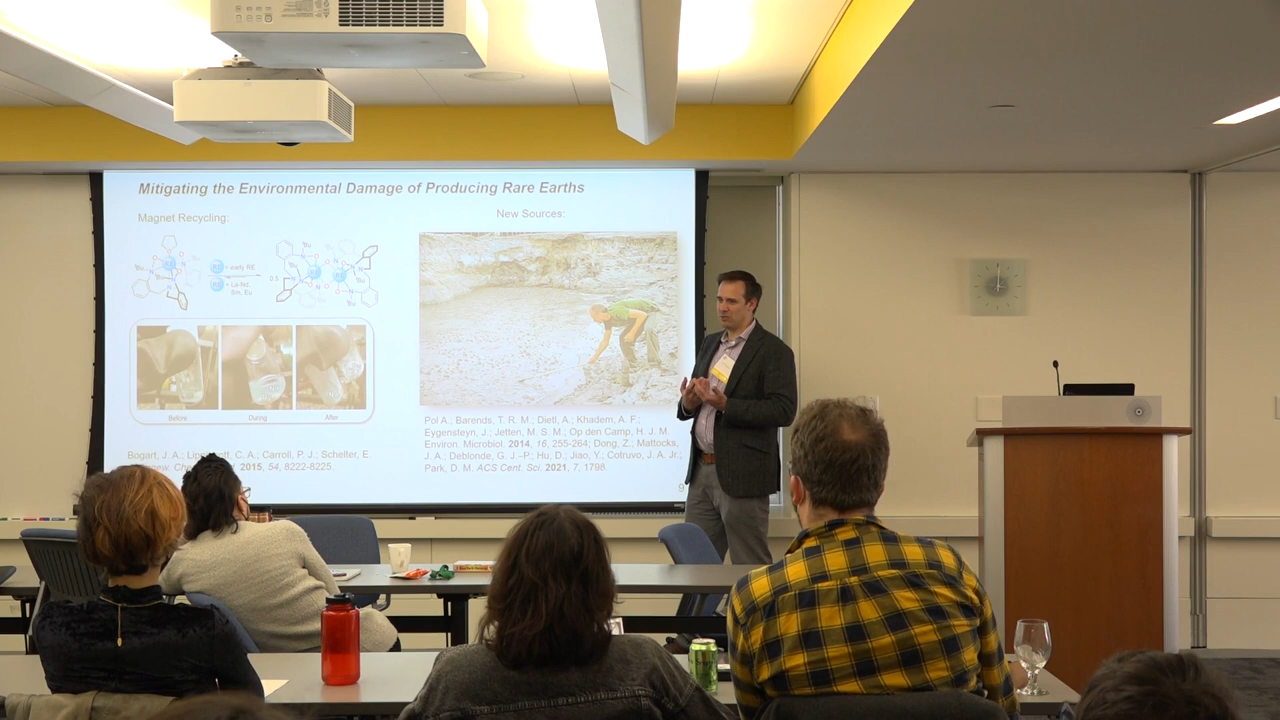 Mitigating the Environmental Damage of Producing Rare Earths
Magnet Recycling:
New Sources:
= early RE
0.5
= La-Nd,
Sm, Eu
Before
During
After
Bogart, J. A.; C. A.; Carroll, P. J.; Schelter, E.
2015, 54, 8222-8225.
Pol A.; Barends, T. R. M.; Dietl, A.; Khadem, A. F.;
Eygensteyn, J.; Jetten, M. S. M.; Op den Camp, H. J. M.
Environ. Microbiol. 2014, 16, 255-264; Dong, Z.; Mattocks,
J. A.; Deblonde, G. J.-P.; Hu, D.; Jiao, Y.; Cotruvo, J. A. Jr.;
Park, D. M. ACS Cent. Sci. 2021, 7, 1798.
9